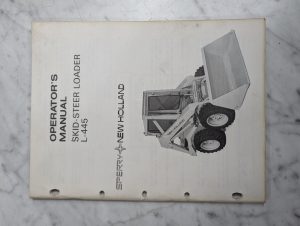 OPERATOR'S
MANUAL
SKID-STEER LOADER
L-445
SPERRY NEW HOLLAND